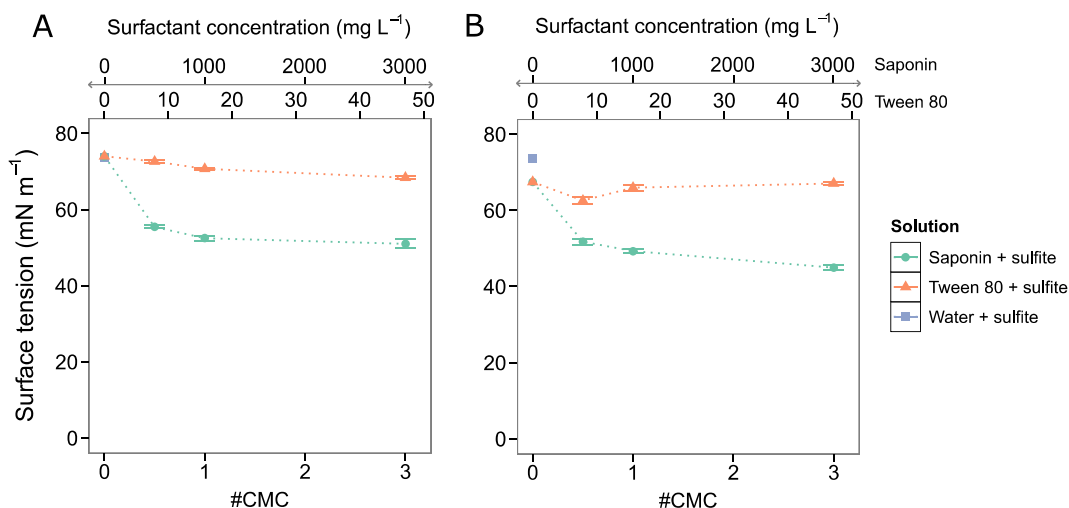 A
Surfactant concentration (mg L⁻¹)
0 1000 2000 3000
0 10 20 30 40 50
80
60
40
20
0
Surface tension (mN m⁻¹)
0 1 2 3
#CMC
B
Surfactant concentration (mg L⁻¹)
0 1000 2000 3000 Saponin
0 10 20 30 40 50 Tween 80
80
60
40
20
0
0 1 2 3
#CMC
Solution
Saponin + sulfite
Tween 80 + sulfite
Water + sulfite